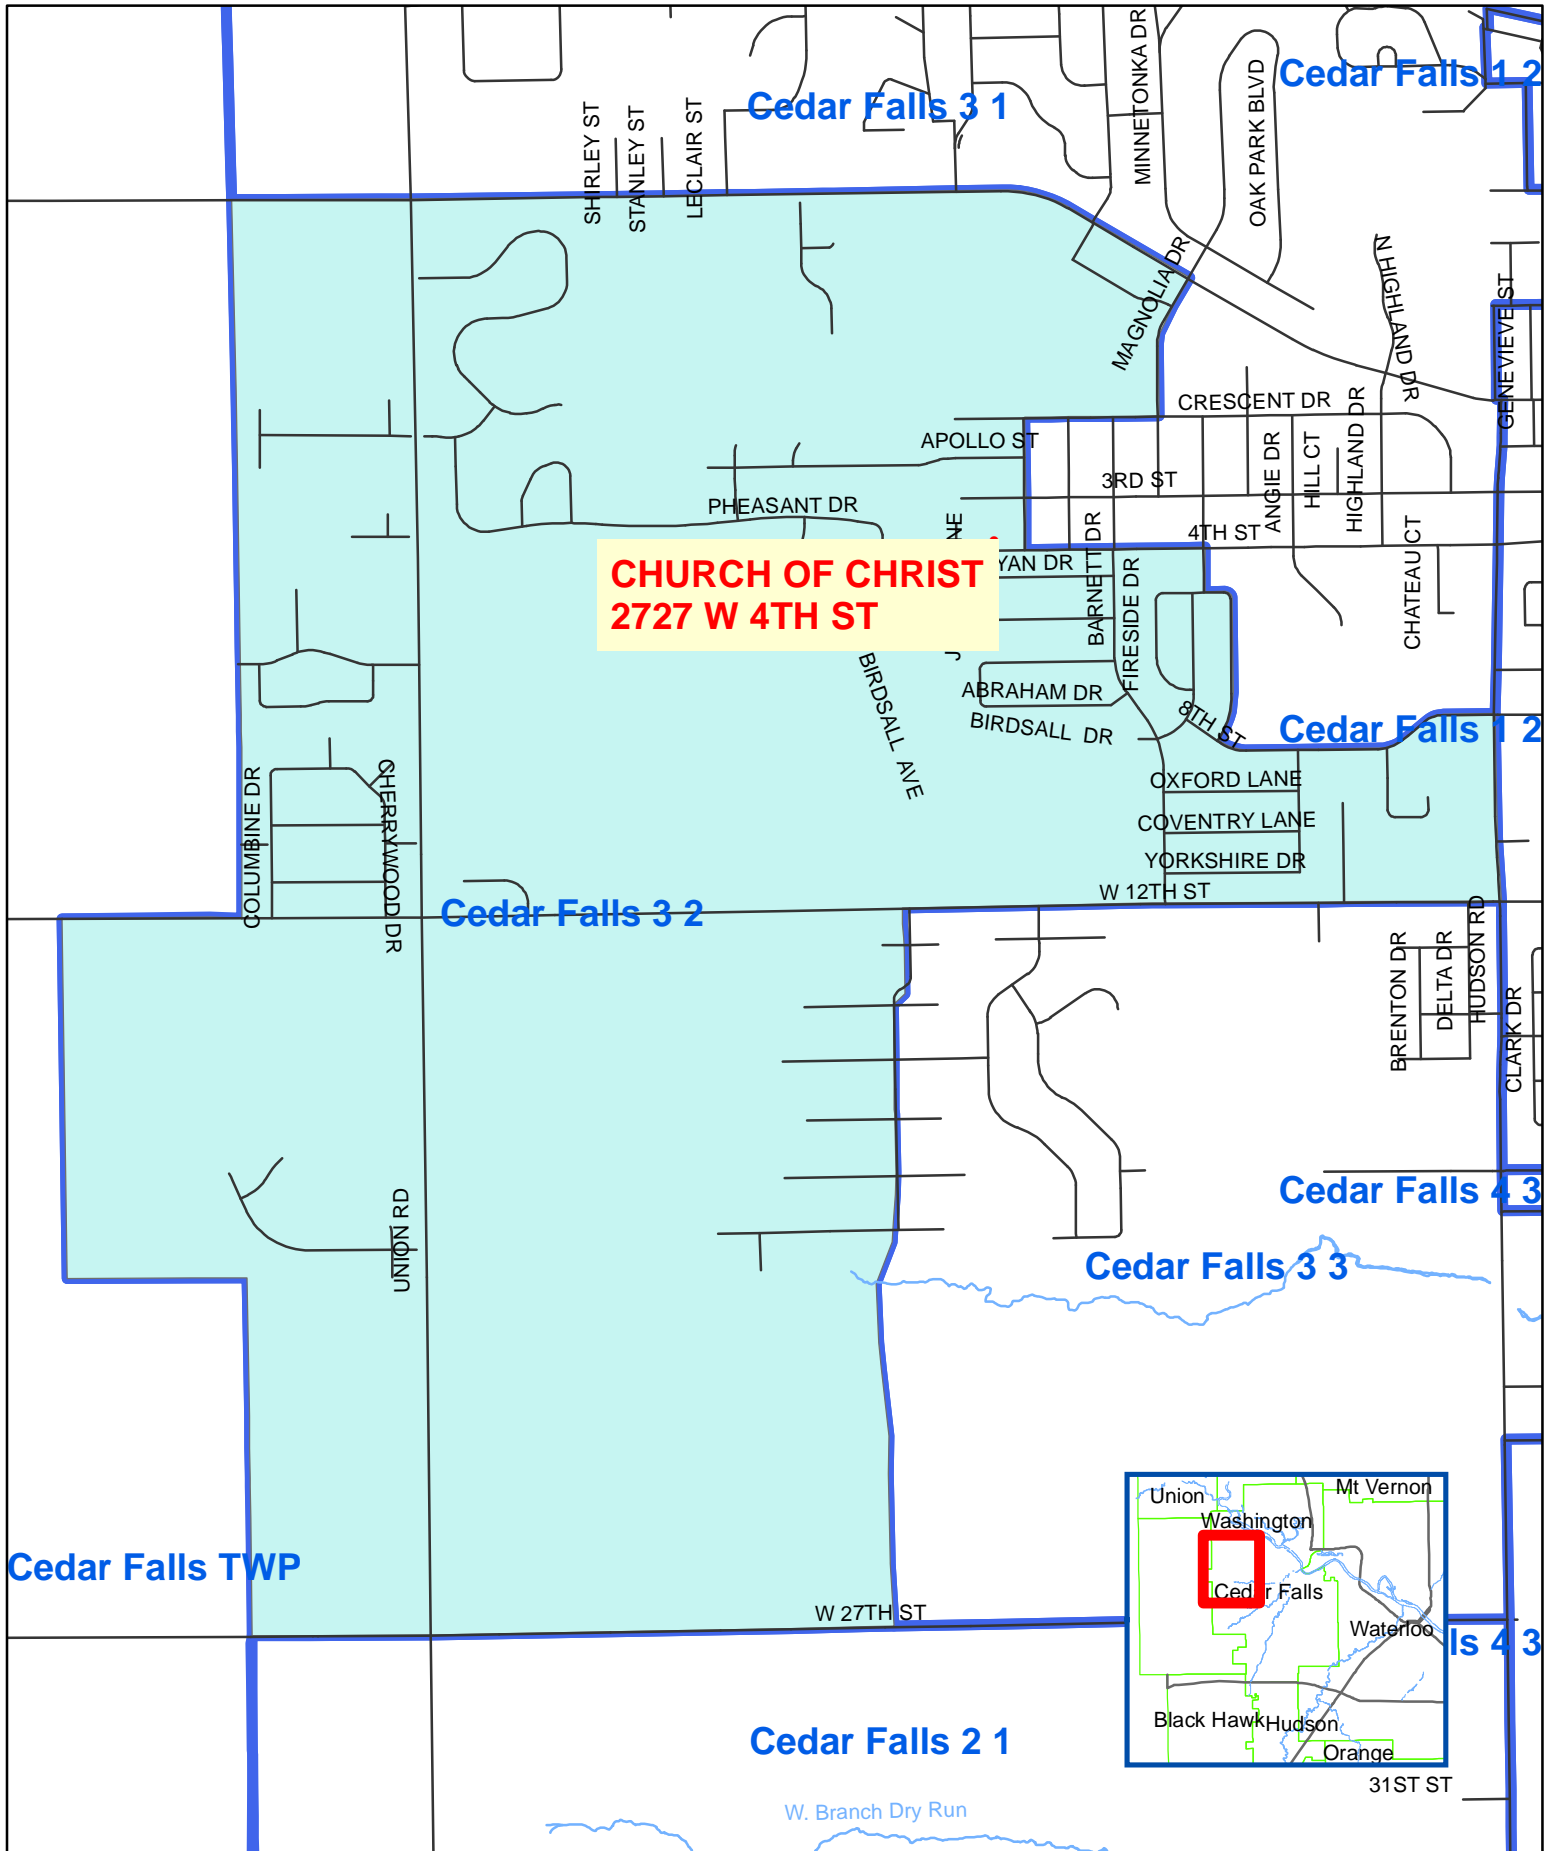 Cedar Falls 3 1
Cedar Falls 1 2
MINNETONKA DR
OAK PARK BLVD
SHIRLEY ST
STANLEY ST
LECLAIR ST
MAGNOLIA DR
N HIGHLAND DR
GENEVIEVE ST
CRESCENT DR
APOLLO ST
3RD ST
ANGIE DR
HILL CT
HIGHLAND DR
PHEASANT DR
4TH ST
BARNETT DR
FIRESIDE DR
CHATEAU CT
CHURCH OF CHRIST
2727 W 4TH ST
YAN DR
NE
ABRAHAM DR
BIRDSALL DR
BIRDSALL AVE
8TH ST
Cedar Falls 1 2
OXFORD LANE
COVENTRY LANE
YORKSHIRE DR
W 12TH ST
COLUMBINE DR
CHERRYWOOD DR
Cedar Falls 3 2
BRENTON DR
DELTA DR
HUDSON RD
CLARK DR
UNION RD
Cedar Falls 4 3
Cedar Falls 3 3
Cedar Falls TWP
W 27TH ST
Union
Mt Vernon
Washington
Cedar Falls
Waterloo
Black Hawk
Hudson
Orange
ls 4 3
Cedar Falls 2 1
31ST ST
W. Branch Dry Run